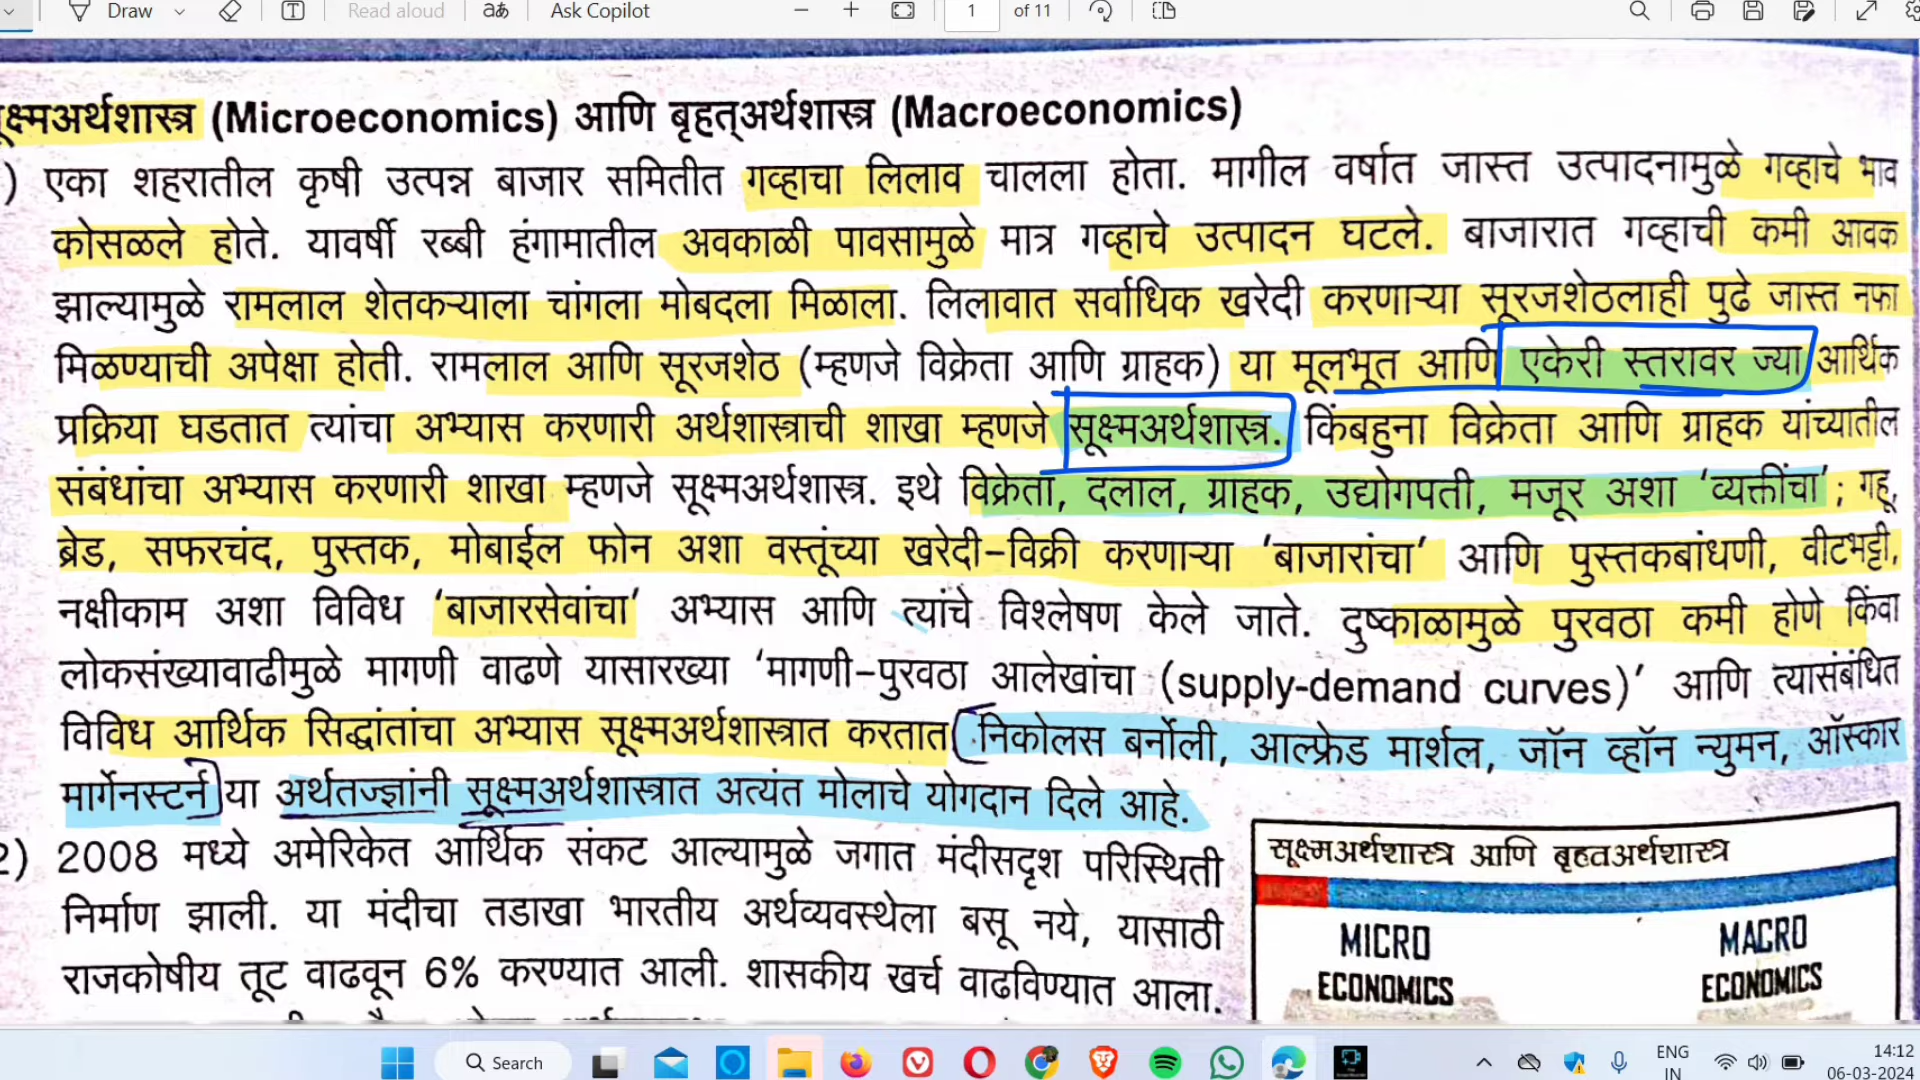 Draw
Read aloud
aあ
Ask Copilot
1
of 11
सूक्ष्मअर्थशास्त्र (Microeconomics) आणि बृहत्अर्थशास्त्र (Macroeconomics)
) एका शहरातील कृषी उत्पन्न बाजार समितीत गव्हाचा लिलाव चालला होता. मागील वर्षात जास्त उत्पादनामुळे गव्हाचे भाव
कोसळले होते. यावर्षी रब्बी हंगामातील अवकाळी पावसामुळे मात्र गव्हाचे उत्पादन घटले. बाजारात गव्हाची कमी आवक
झाल्यामुळे रामलाल शेतकऱ्याला चांगला मोबदला मिळाला. लिलावात सर्वाधिक खरेदी करणाऱ्या सूरजशेठलाही पुढे जास्त नफा
मिळण्याची अपेक्षा होती. रामलाल आणि सूरजशेठ (म्हणजे विक्रेता आणि ग्राहक) या मूलभूत आणि एकेरी स्तरावर ज्या आर्थिक
प्रक्रिया घडतात त्यांचा अभ्यास करणारी अर्थशास्त्राची शाखा म्हणजे सूक्ष्मअर्थशास्त्र. किंबहुना विक्रेता आणि ग्राहक यांच्यातील
संबंधांचा अभ्यास करणारी शाखा म्हणजे सूक्ष्मअर्थशास्त्र. इथे विक्रेता, दलाल, ग्राहक, उद्योगपती, मजूर अशा ‘व्यक्तींचा’ ; गहू,
ब्रेड, सफरचंद, पुस्तक, मोबाईल फोन अशा वस्तूंच्या खरेदी-विक्री करणाऱ्या ‘बाजारांचा’ आणि पुस्तकबांधणी, वीटभट्टी,
नक्षीकाम अशा विविध ‘बाजारसेवांचा’ अभ्यास आणि त्यांचे विश्लेषण केले जाते. दुष्काळामुळे पुरवठा कमी होणे किंवा
लोकसंख्यावाढीमुळे मागणी वाढणे यासारख्या ‘मागणी-पुरवठा आलेखांचा (supply-demand curves)’ आणि त्यासंबंधित
विविध आर्थिक सिद्धांतांचा अभ्यास सूक्ष्मअर्थशास्त्रात करतात. निकोलस बर्नोली, आल्फ्रेड मार्शल, जॉन व्हॉन न्युमन, ऑस्कार
मार्गेनस्टर्न या अर्थतज्ज्ञांनी सूक्ष्मअर्थशास्त्रात अत्यंत मोलाचे योगदान दिले आहे.
2) 2008 मध्ये अमेरिकेत आर्थिक संकट आल्यामुळे जगात मंदीसदृश परिस्थिती
निर्माण झाली. या मंदीचा तडाखा भारतीय अर्थव्यवस्थेला बसू नये, यासाठी
राजकोषीय तूट वाढवून 6% करण्यात आली. शासकीय खर्च वाढविण्यात आला.
सूक्ष्मअर्थशास्त्र आणि बृहतअर्थशास्त्र
MICRO
ECONOMICS
MACRO
ECONOMICS
Search
ENG
IN
14:12
06-03-2024